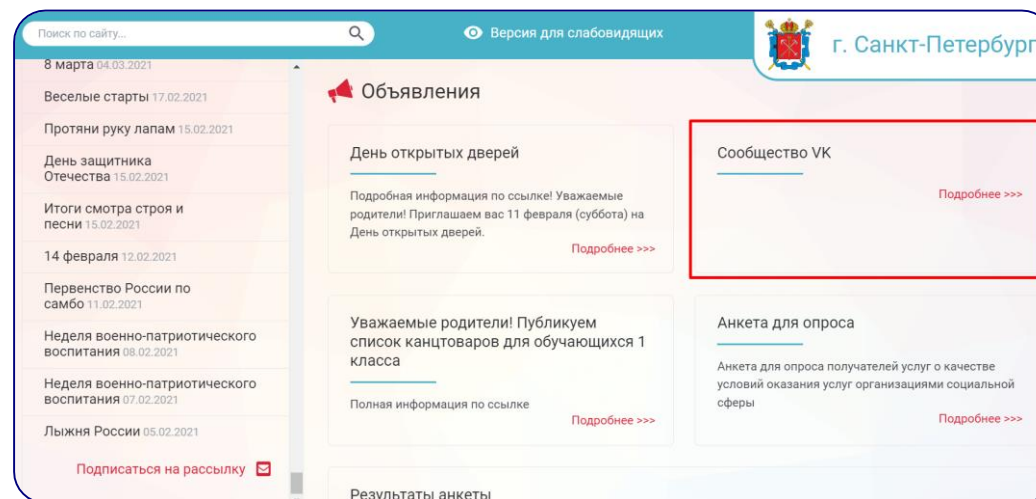 Поиск по сайту...
Версия для слабовидящих
г. Санкт-Петербург
8 марта 04.03.2021
Веселые старты 17.02.2021
Протяни руку лапам 15.02.2021
День защитника
Отечества 15.02.2021
Итоги смотра строя и
песни 15.02.2021
14 февраля 12.02.2021
Первенство России по
самбо 11.02.2021
Неделя военно-патриотического
воспитания 08.02.2021
Неделя военно-патриотического
воспитания 07.02.2021
Лыжня России 05.02.2021
Подписаться на рассылку
Объявления
День открытых дверей
Подробная информация по ссылке! Уважаемые
родители! Приглашаем вас 11 февраля (суббота) на
День открытых дверей.
Подробнее >>>
Сообщество VK
Подробнее >>>
Уважаемые родители! Публикуем
список канцтоваров для обучающихся 1
класса
Полная информация по ссылке
Подробнее >>>
Анкета для опроса
Анкета для опроса получателей услуг о качестве
условий оказания услуг организациями социальной
сферы
Подробнее >>>
Результаты анкеты